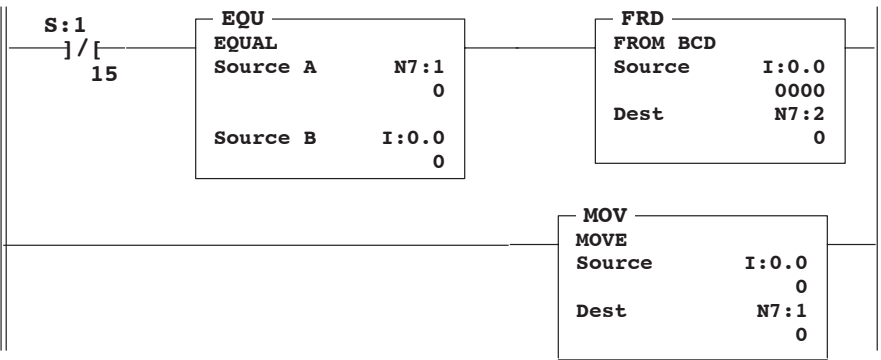 S:1
]/[
15
EQU
EQUAL
Source A N7:1
0
Source B I:0.0
0
FRD
FROM BCD
Source I:0.0
0000
Dest N7:2
0
MOV
MOVE
Source I:0.0
0
Dest N7:1
0